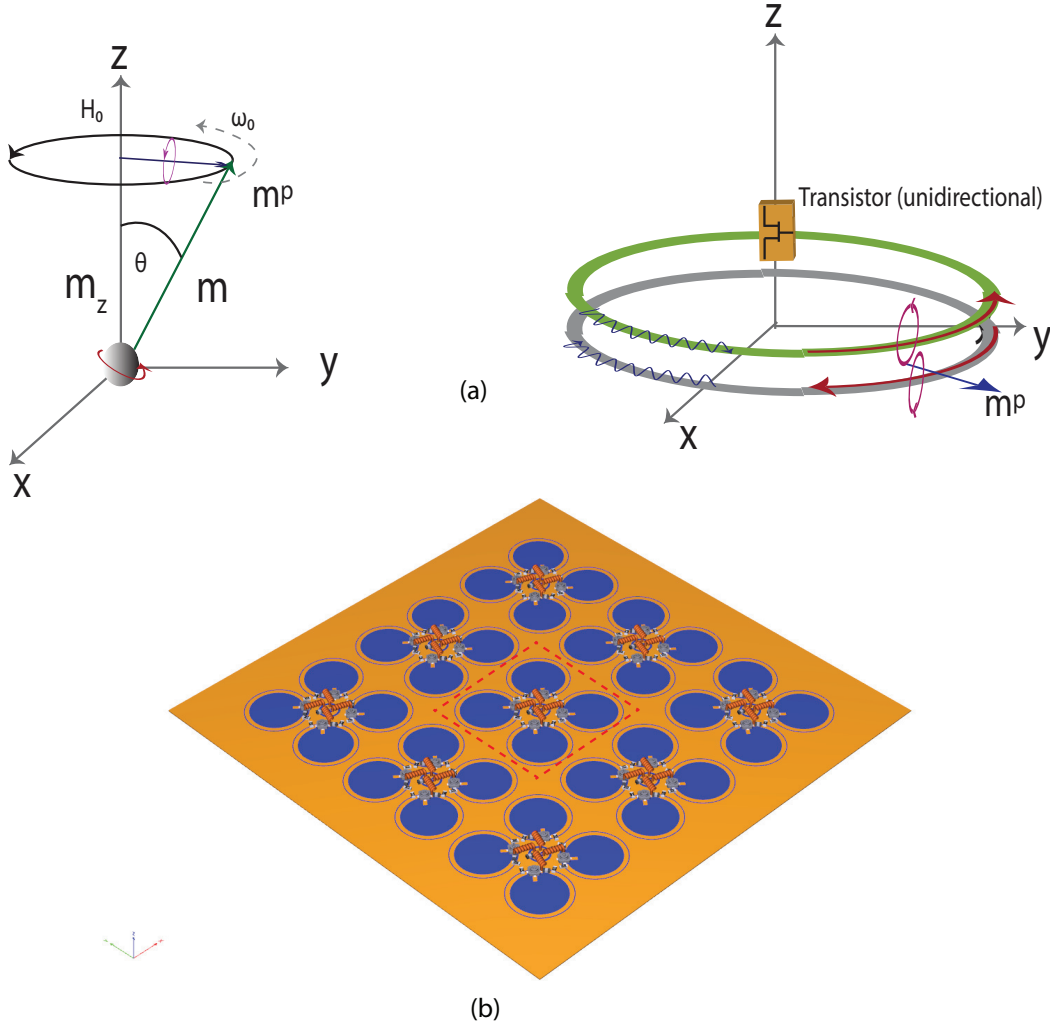 z
H₀
ω₀
mᵖ
θ
m_z
m
y
x
(a)
z
Transistor (unidirectional)
y
mᵖ
x
(b)